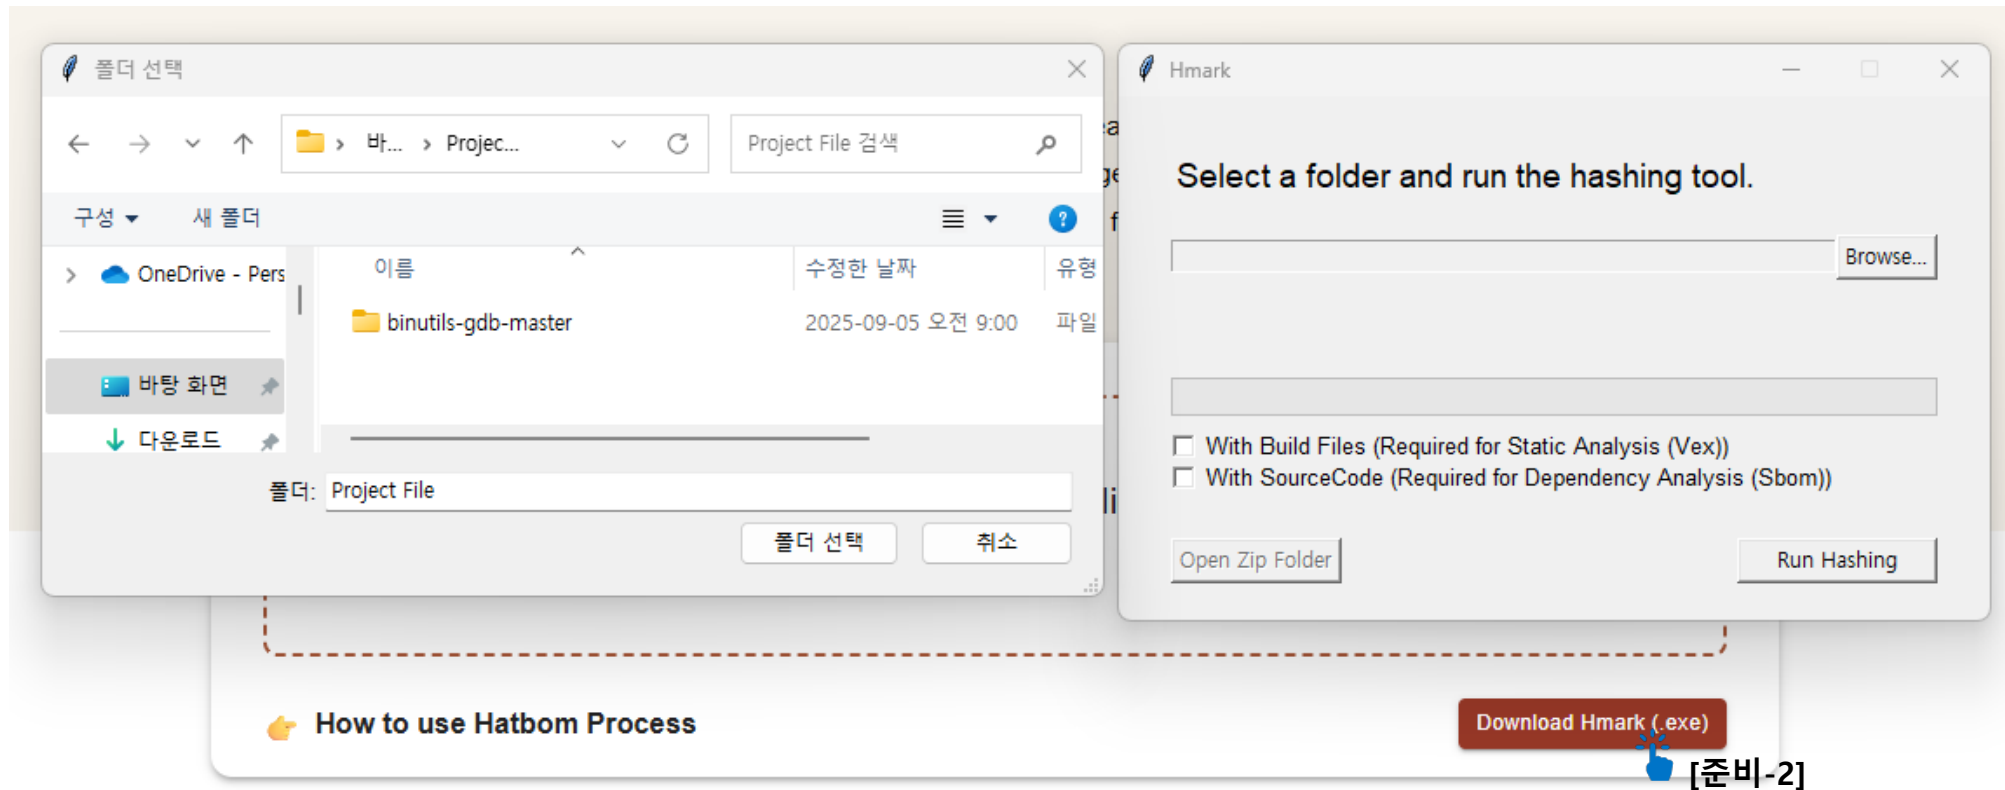 폴더 선택
바... Projec...
Project File 검색
구성
새 폴더
OneDrive - Pers
이름
수정한 날짜
유형
binutils-gdb-master
2025-09-05 오전 9:00
파일
바탕 화면
다운로드
폴더: Project File
폴더 선택
취소
Hmark
Select a folder and run the hashing tool.
Browse...
With Build Files (Required for Static Analysis (Vex))
With SourceCode (Required for Dependency Analysis (Sbom))
Open Zip Folder
Run Hashing
How to use Hatbom Process
Download Hmark (.exe)
[준비-2]